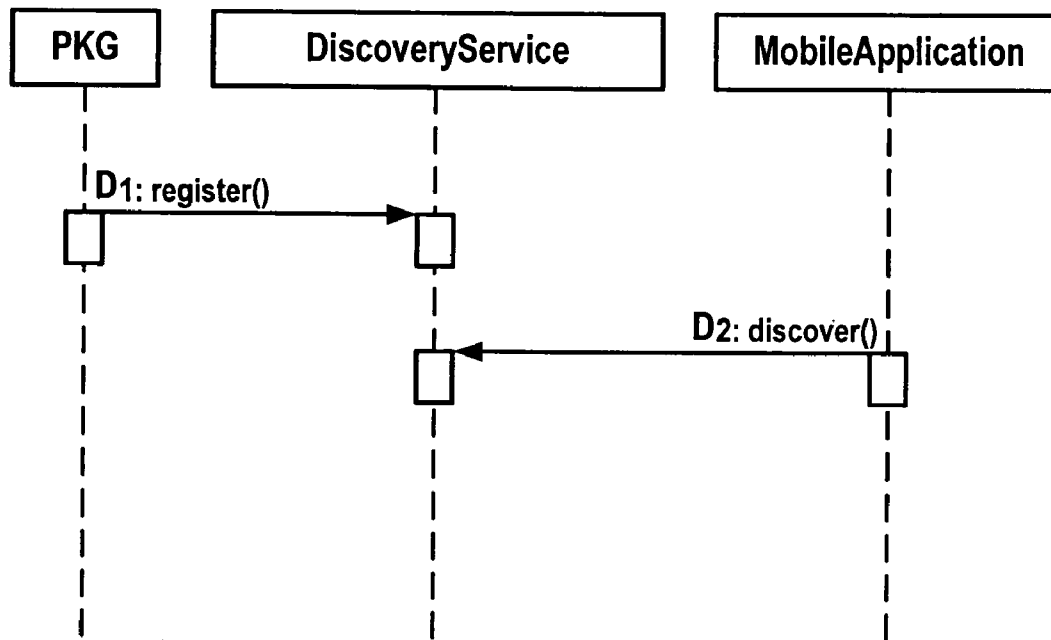 PKG
DiscoveryService
MobileApplication
D1: register()
D2: discover()